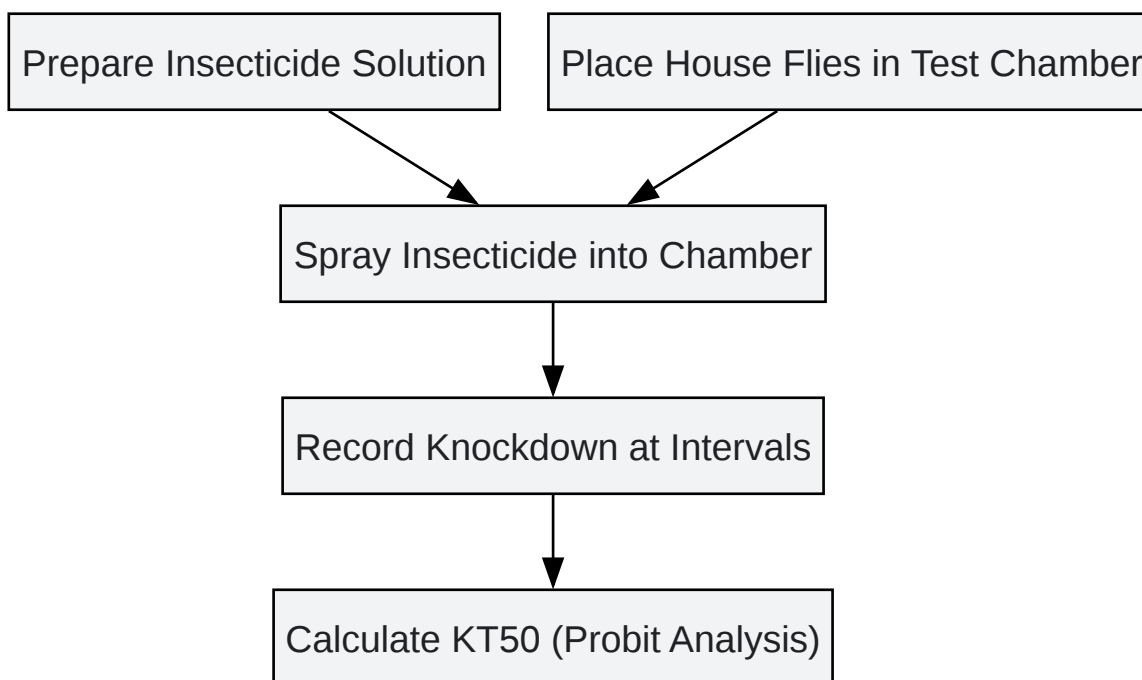 Prepare Insecticide Solution
Place House Flies in Test Chamber
Spray Insecticide into Chamber
Record Knockdown at Intervals
Calculate KT50 (Probit Analysis)